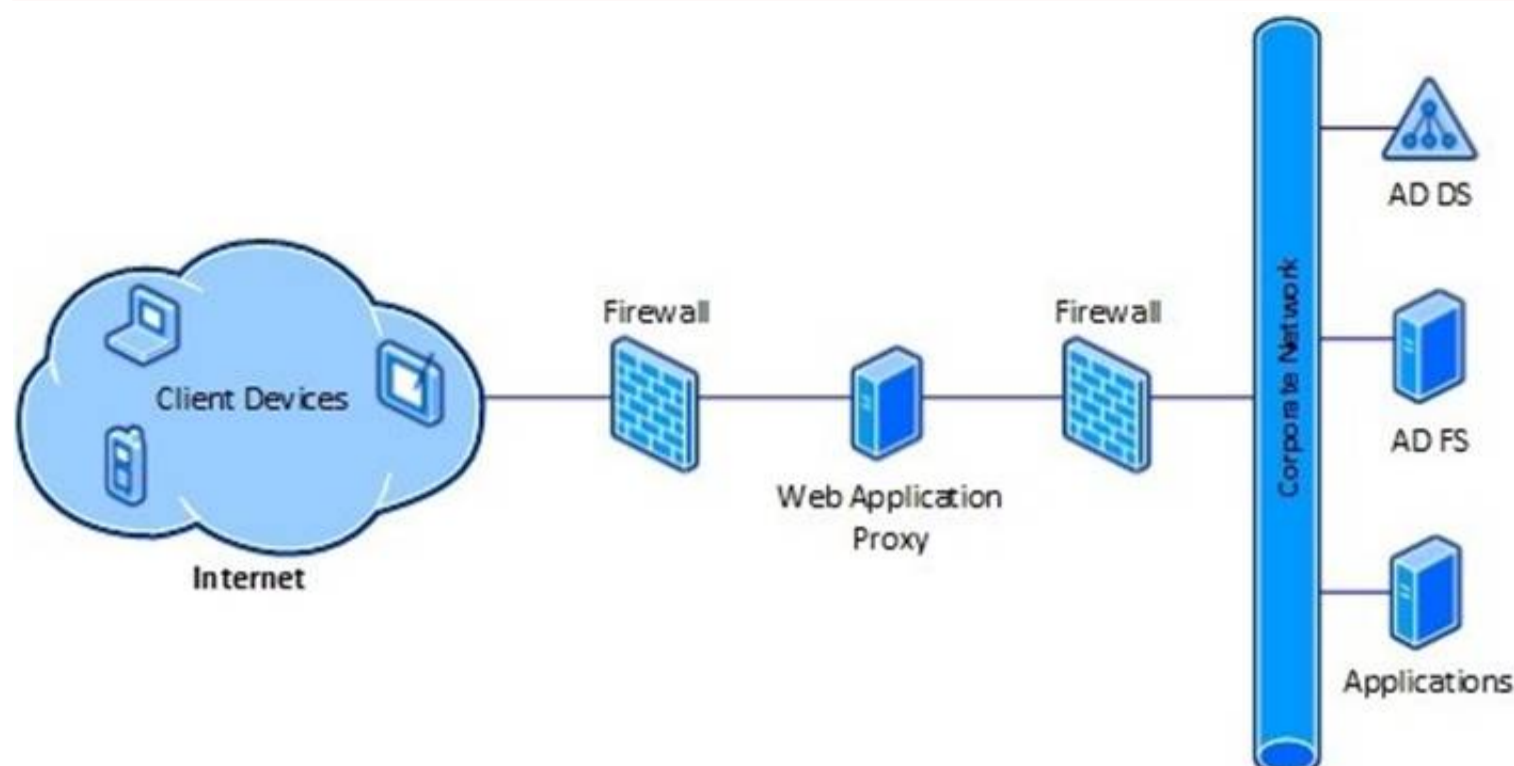 AD DS
Firewall
Firewall
Corporate Network
Client Devices
AD FS
Web Application
Proxy
Internet
Applications